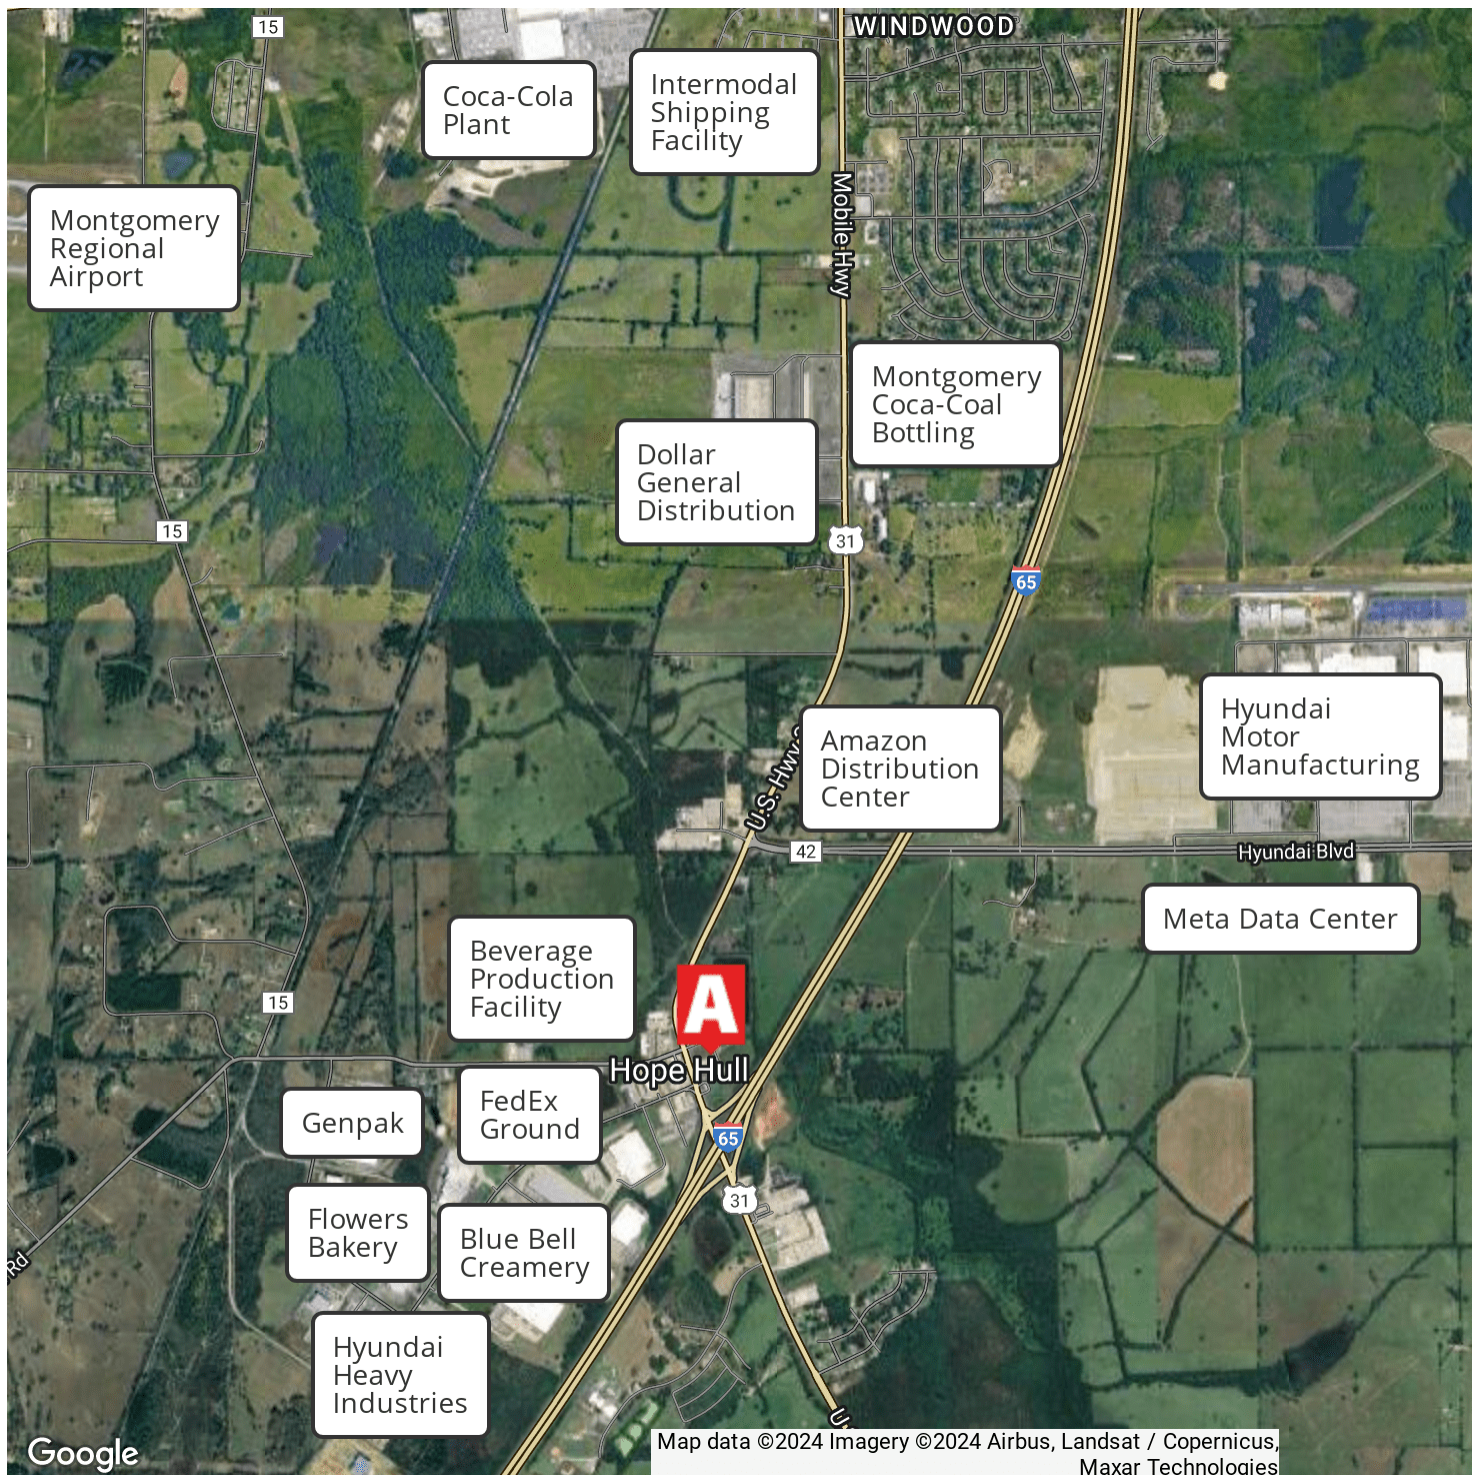 15
WINDWOOD
Coca-Cola
Plant
Intermodal
Shipping
Facility
Mobile Hwy
Montgomery
Regional
Airport
Montgomery
Coca-Coal
Bottling
Dollar
General
Distribution
15
31
65
Hyundai
Motor
Manufacturing
Amazon
Distribution
Center
U.S. Hwy
42
Hyundai Blvd
Meta Data Center
Beverage
Production
Facility
A
15
Hope Hull
Genpak
FedEx
Ground
65
31
Flowers
Bakery
Blue Bell
Creamery
Rd
Hyundai
Heavy
Industries
U.
Google
Map data ©2024 Imagery ©2024 Airbus, Landsat / Copernicus,
Maxar Technologies